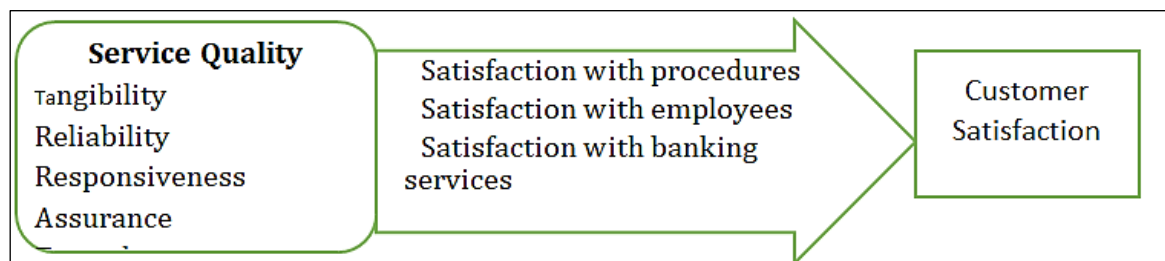 Service Quality
Tangibility
Reliability
Responsiveness
Assurance
Satisfaction with procedures
Satisfaction with employees
Satisfaction with banking
services
Customer
Satisfaction